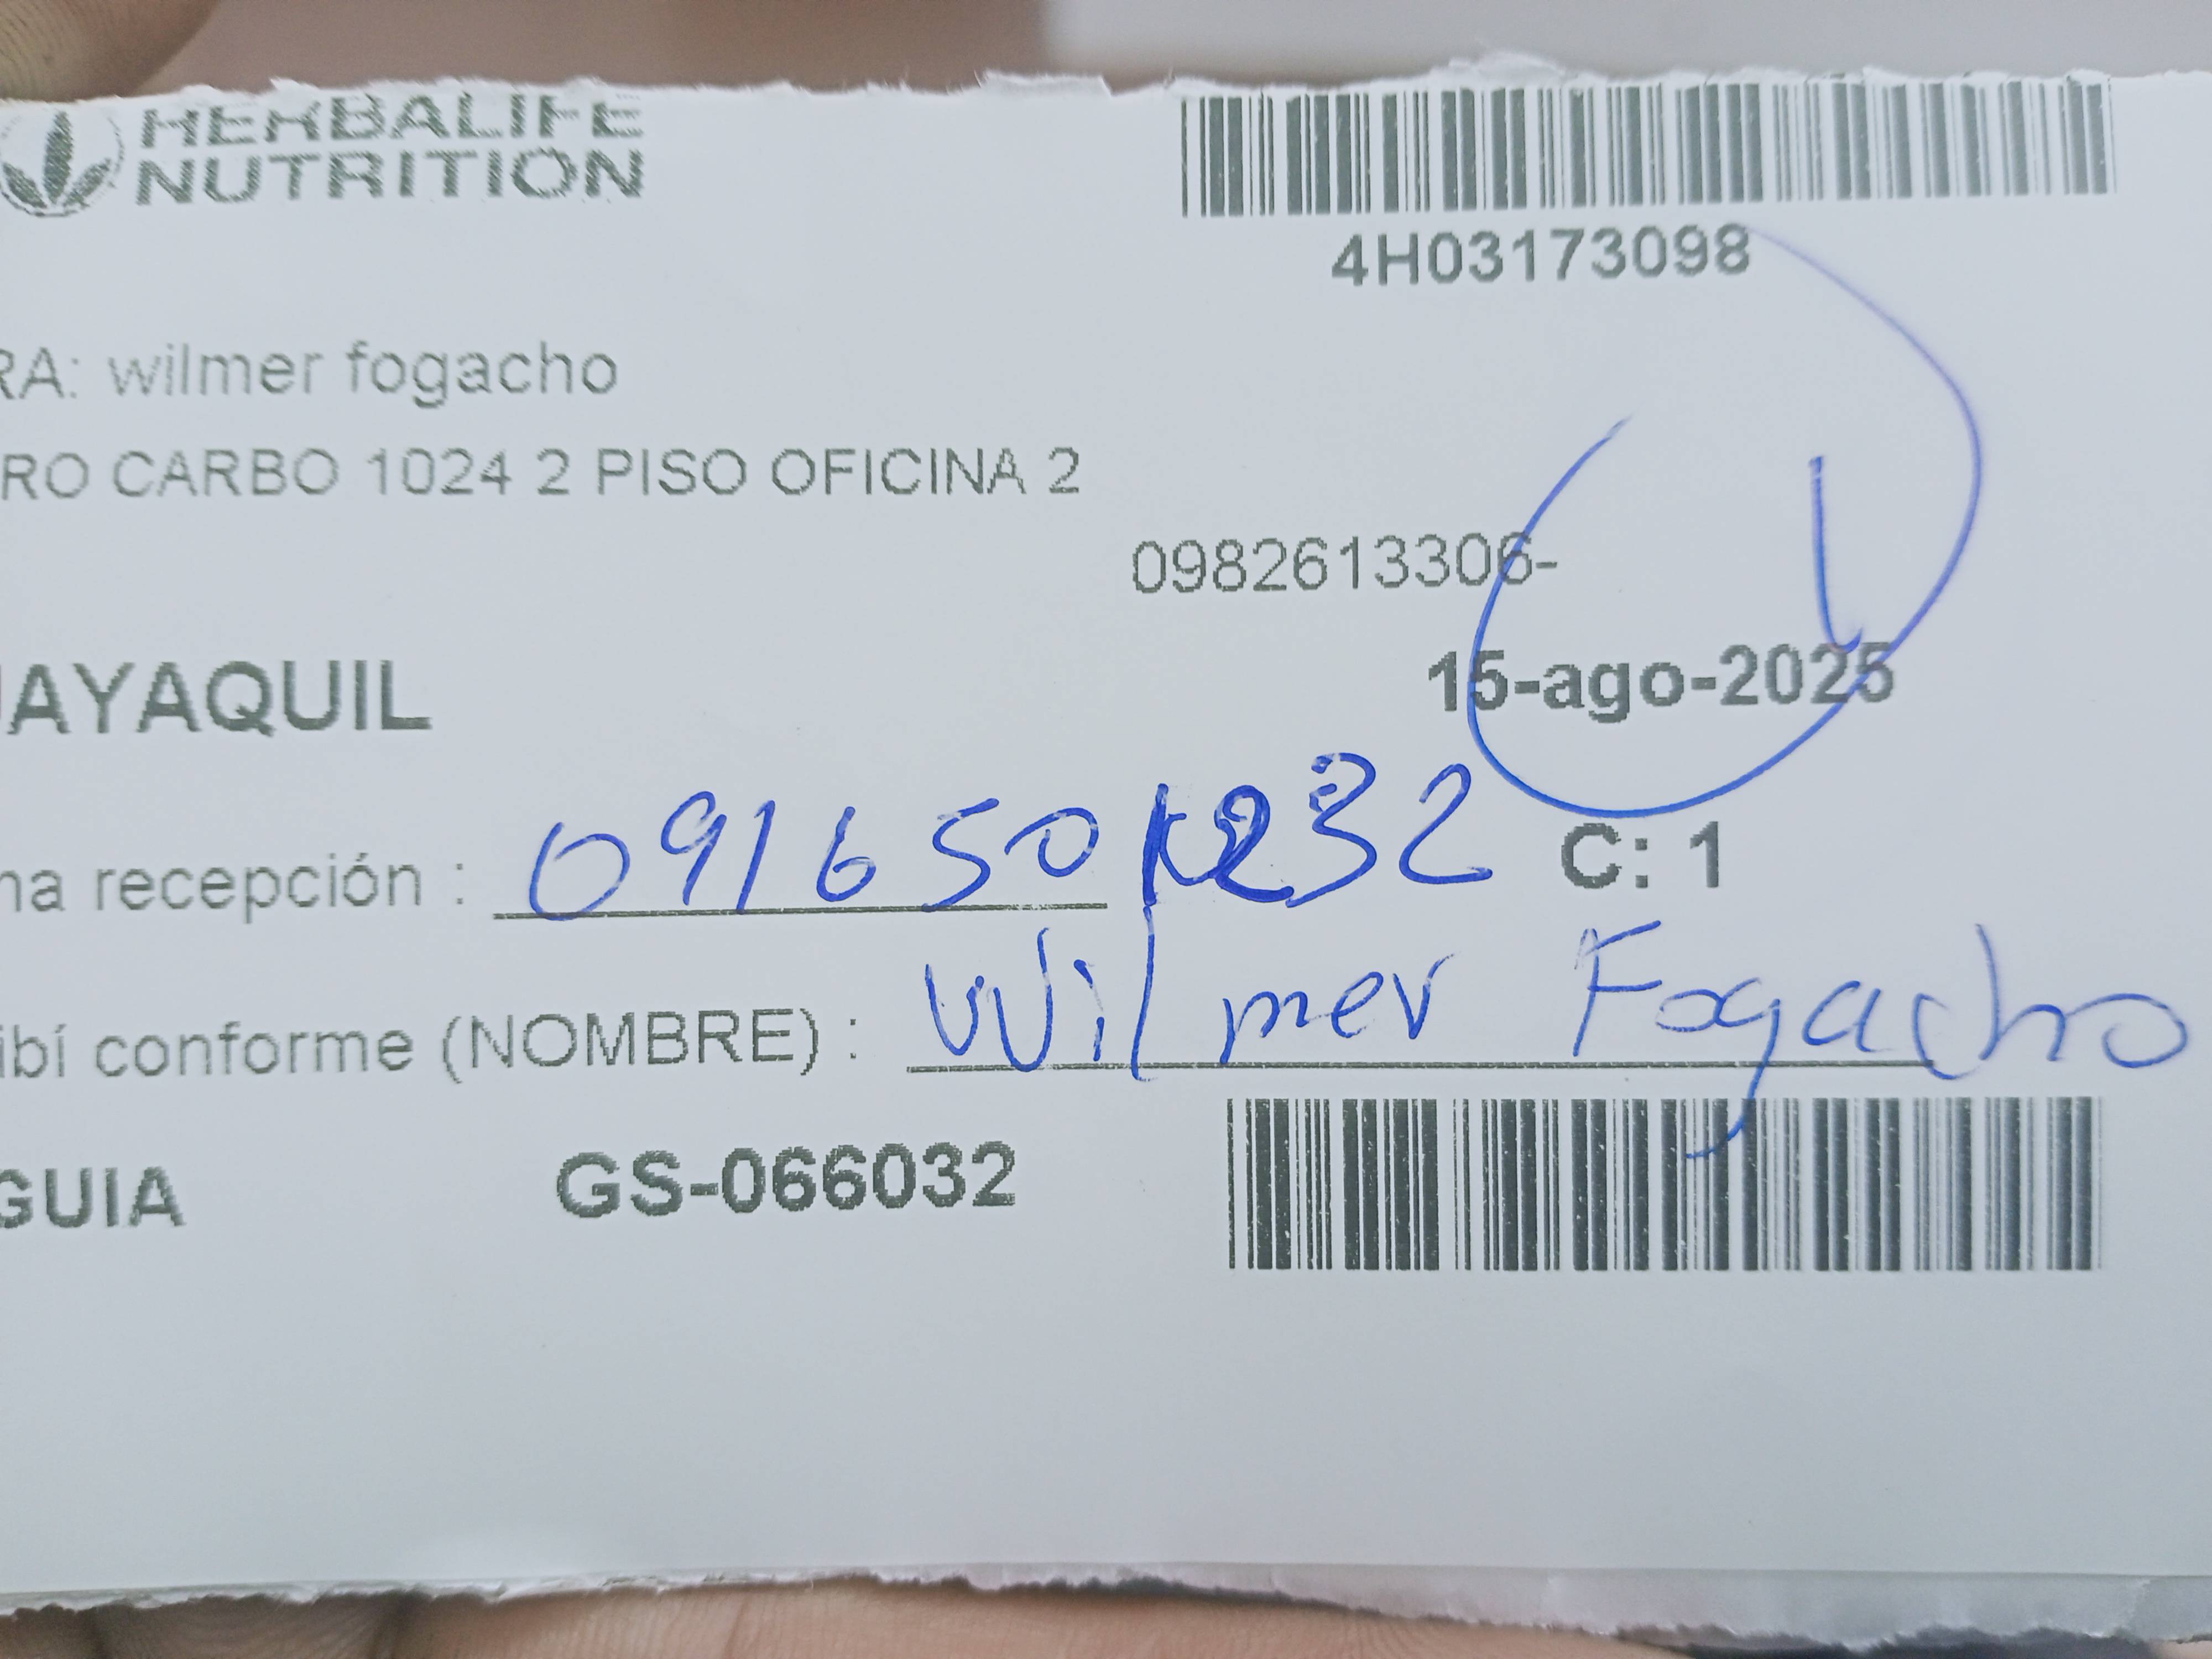 HERBALIFE
NUTRITION
4H03173098
RA: wilmer fogacho
RO CARBO 1024 2 PISO OFICINA 2
0982613306-
AYAQUIL
15-ago-2025
na recepción :
C: 1
ibí conforme (NOMBRE) : Wilmer Fogacho
GUIA GS-066032